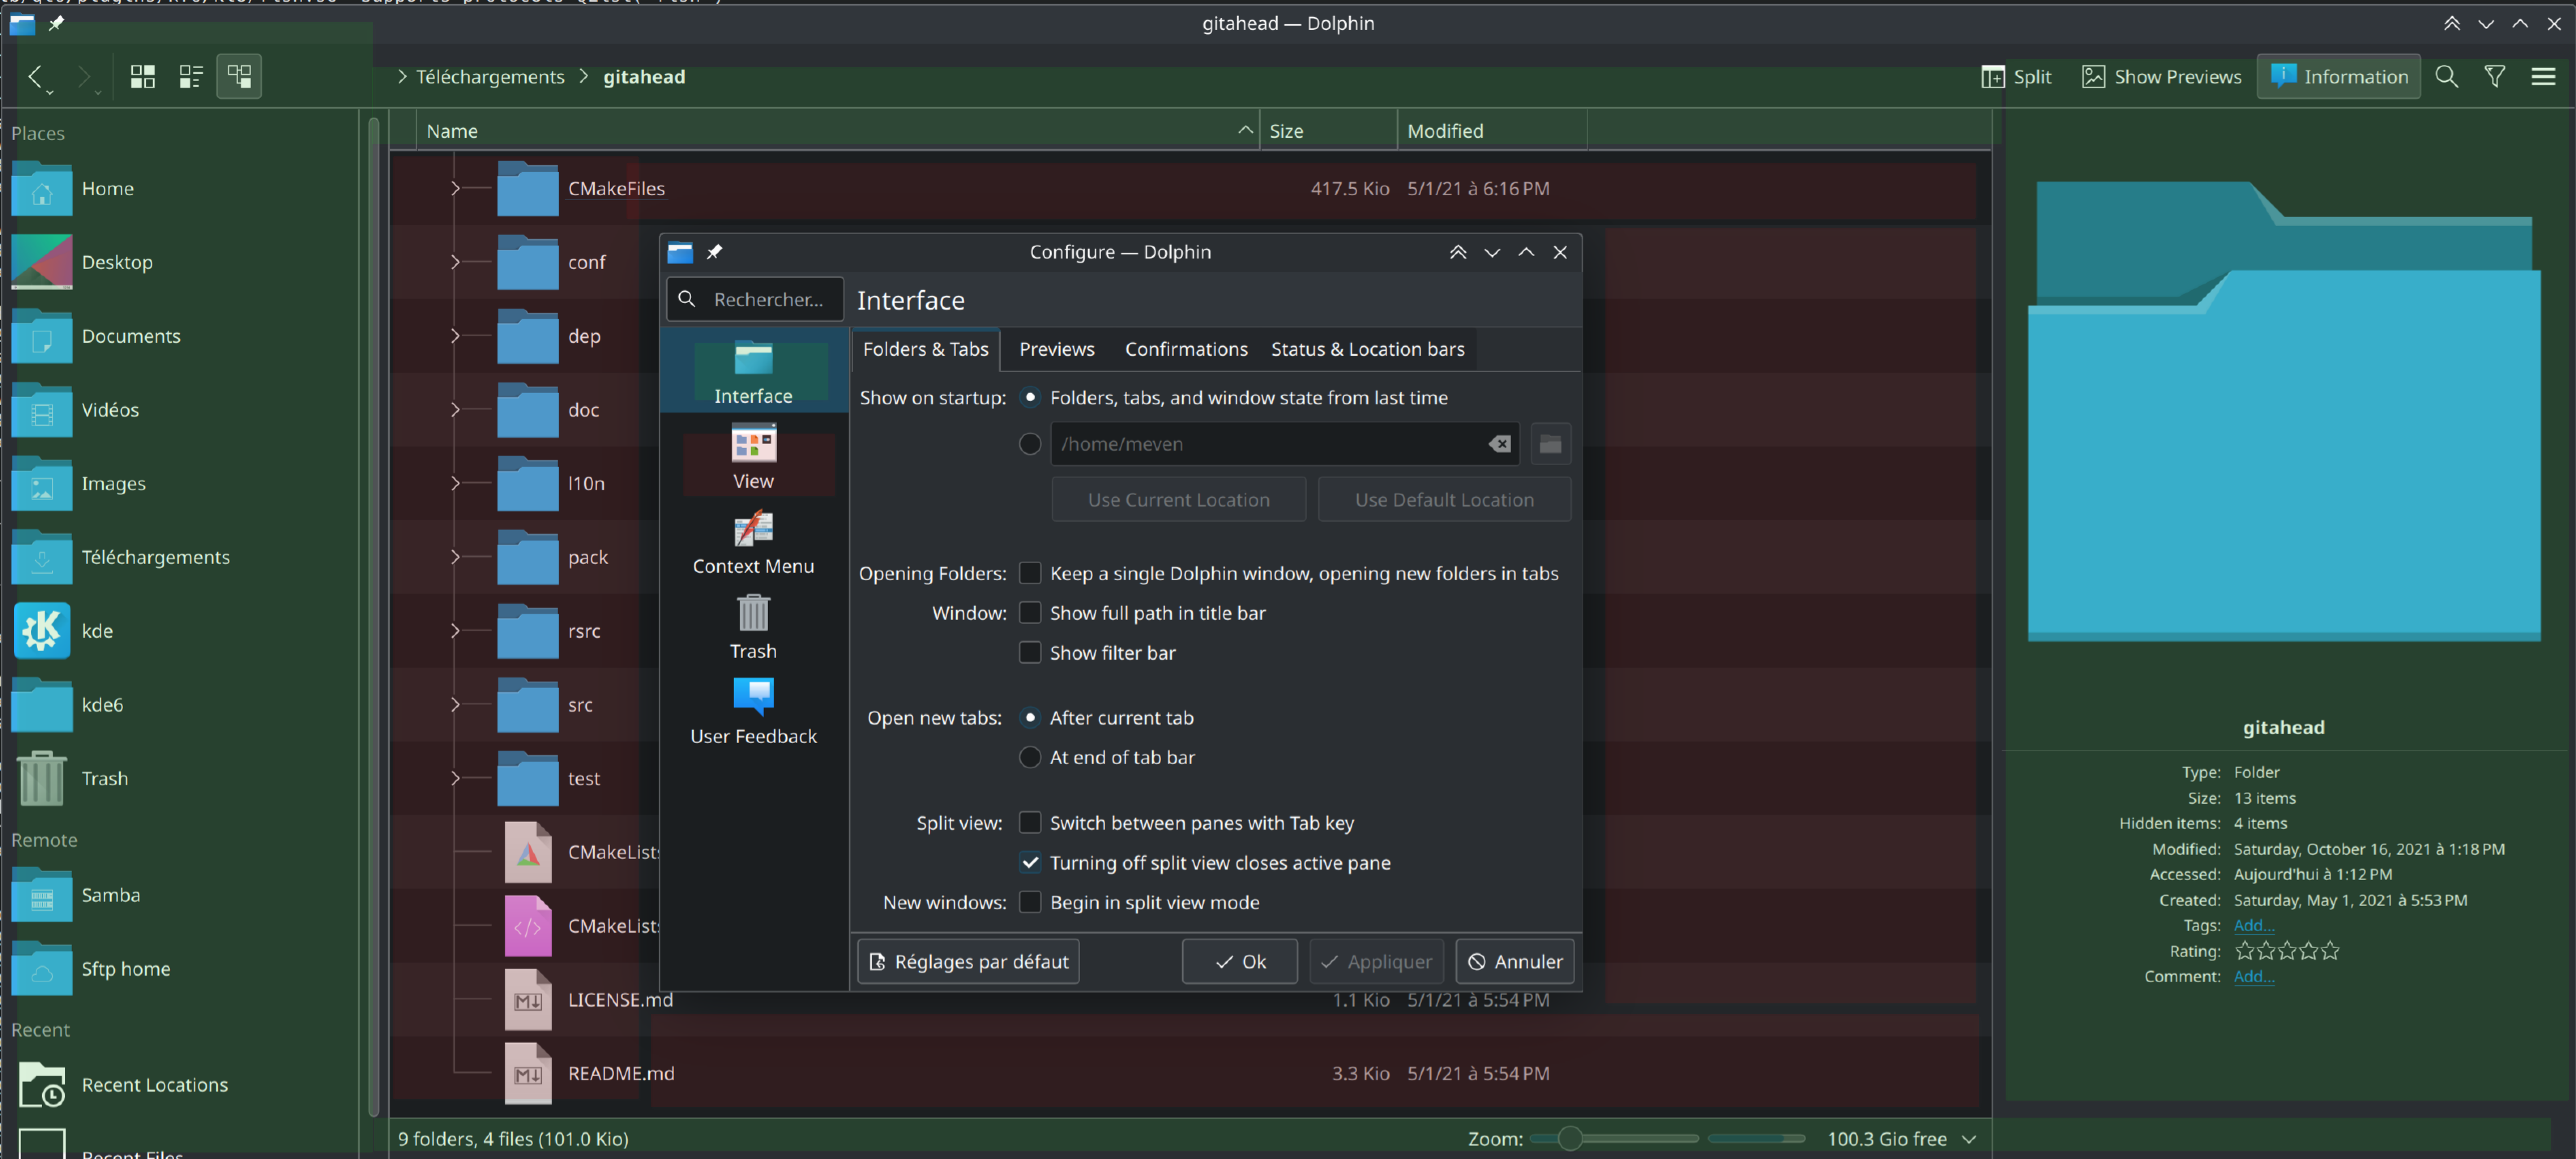 gitahead — Dolphin
Téléchargements
gitahead
Split
Show Previews
Information
Places
Home
Desktop
Documents
Vidéos
Images
Téléchargements
kde
kde6
Trash
Remote
Samba
Sftp home
Recent
Recent Locations
Recent Files
Name
Size
Modified
CMakeFiles 417.5 Kio 5/1/21 à 6:16 PM
conf
dep
doc
l10n
pack
rsrc
src
test
CMakeLists
CMakeLists
LICENSE.md 1.1 Kio 5/1/21 à 5:54 PM
README.md 3.3 Kio 5/1/21 à 5:54 PM
9 folders, 4 files (101.0 Kio)
Zoom:
100.3 Gio free
Configure — Dolphin
Rechercher...
Interface
Interface
View
Context Menu
Trash
User Feedback
Folders & Tabs
Previews
Confirmations
Status & Location bars
Show on startup: Folders, tabs, and window state from last time
/home/meven
Use Current Location
Use Default Location
Opening Folders: Keep a single Dolphin window, opening new folders in tabs
Window: Show full path in title bar
Show filter bar
Open new tabs: After current tab
At end of tab bar
Split view: Switch between panes with Tab key
Turning off split view closes active pane
New windows: Begin in split view mode
Réglages par défaut
Ok
Appliquer
Annuler
gitahead
Type: Folder
Size: 13 items
Hidden items: 4 items
Modified: Saturday, October 16, 2021 à 1:18 PM
Accessed: Aujourd'hui à 1:12 PM
Created: Saturday, May 1, 2021 à 5:53 PM
Tags: Add...
Rating:
Comment: Add...